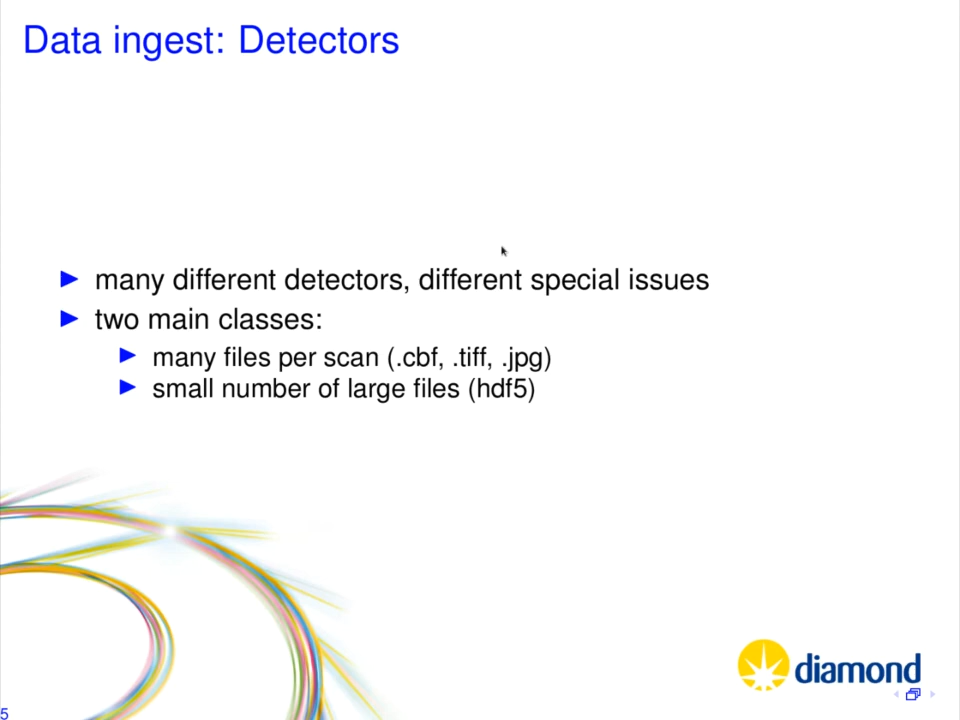 Data ingest: Detectors
many different detectors, different special issues
two main classes:
many files per scan (.cbf, .tiff, .jpg)
small number of large files (hdf5)
diamond
5